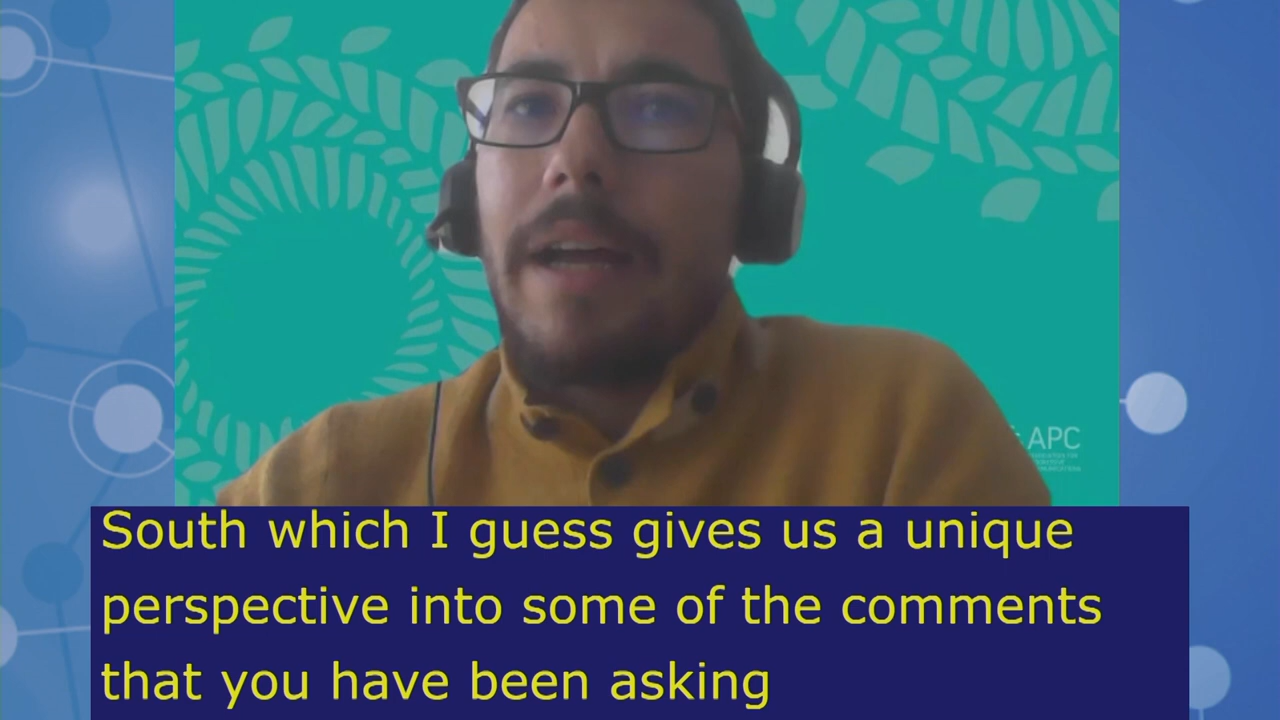 APC
South which I guess gives us a unique
perspective into some of the comments
that you have been asking